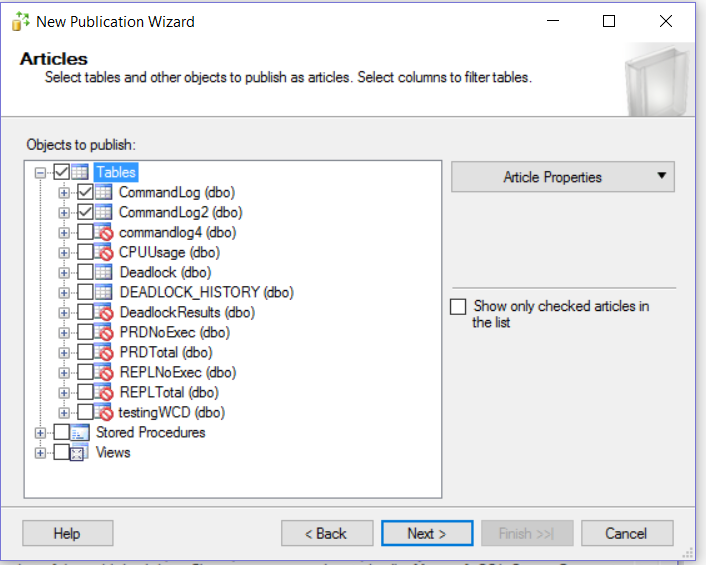 New Publication Wizard
Articles
Select tables and other objects to publish as articles. Select columns to filter tables.
Objects to publish:
Tables
CommandLog (dbo)
CommandLog2 (dbo)
commandlog4 (dbo)
CPUUsage (dbo)
Deadlock (dbo)
DEADLOCK_HISTORY (dbo)
DeadlockResults (dbo)
PRDNoExec (dbo)
PRDTotal (dbo)
REPLNoExec (dbo)
REPLTotal (dbo)
testingWCD (dbo)
Stored Procedures
Views
Article Properties
Show only checked articles in
the list
Help
< Back
Next >
Finish >>|
Cancel